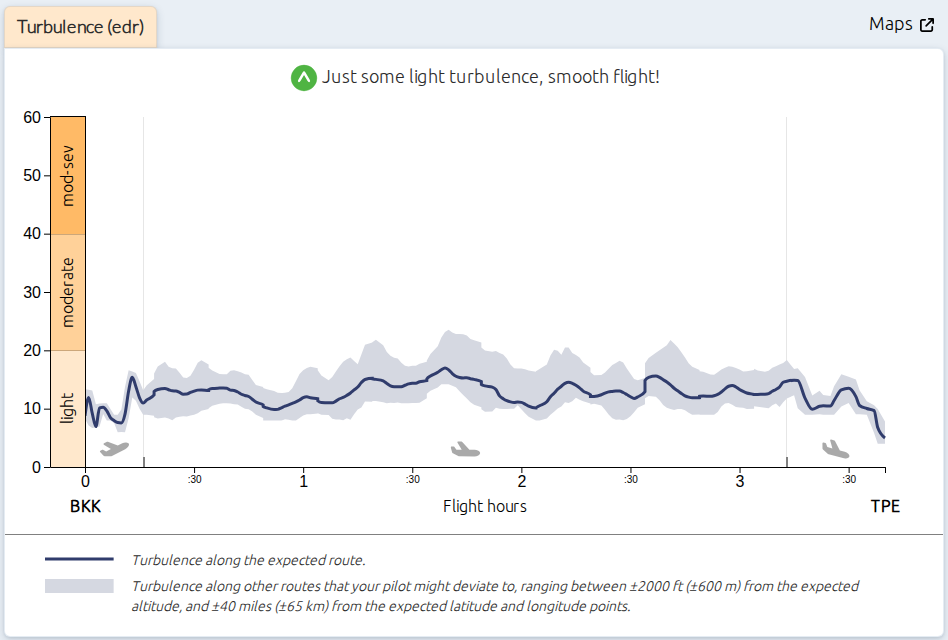 Turbulence (edr)
Maps
Just some light turbulence, smooth flight!
60
50
40
30
20
10
0
mod-sev
moderate
light
0 :30 1 :30 2 :30 3 :30
BKK Flight hours TPE
Turbulence along the expected route.
Turbulence along other routes that your pilot might deviate to, ranging between ±2000 ft (±600 m) from the expected
altitude, and ±40 miles (±65 km) from the expected latitude and longitude points.